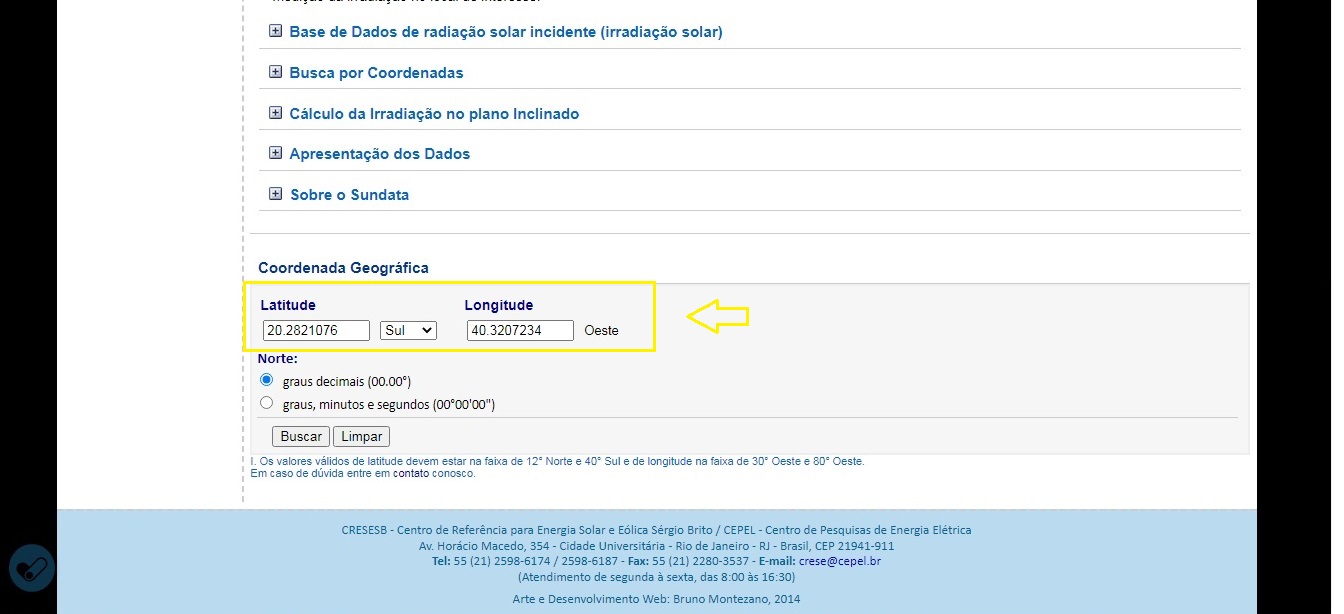 Base de Dados de radiação solar incidente (irradiação solar)
Busca por Coordenadas
Cálculo da Irradiação no plano Inclinado
Apresentação dos Dados
Sobre o Sundata
Coordenada Geográfica
Latitude Longitude
20.2821076 Sul 40.3207234 Oeste
Norte:
graus decimais (00.00°)
graus, minutos e segundos (00°00'00")
Buscar Limpar
I. Os valores válidos de latitude devem estar na faixa de 12° Norte e 40° Sul e de longitude na faixa de 30° Oeste e 80° Oeste.
Em caso de dúvida entre em contato conosco.
CRESESB - Centro de Referência para Energia Solar e Eólica Sérgio Brito / CEPEL - Centro de Pesquisas de Energia Elétrica
Av. Horácio Macedo, 354 - Cidade Universitária - Rio de Janeiro - RJ - Brasil, CEP 21941-911
Tel: 55 (21) 2598-6174 / 2598-6187 - Fax: 55 (21) 2280-3537 - E-mail: crese@cepel.br
(Atendimento de segunda à sexta, das 8:00 às 16:30)
Arte e Desenvolvimento Web: Bruno Montezano, 2014